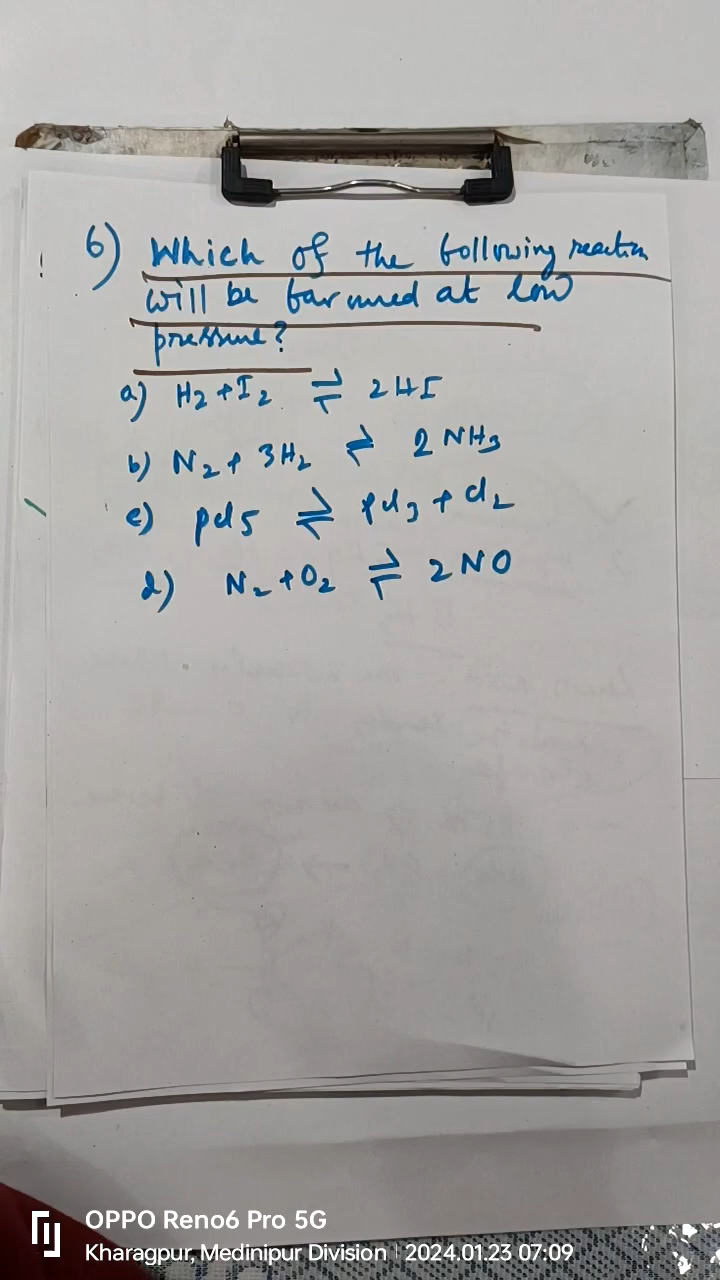 6) Which of the following reaction
will be farmed at low
pressure?
a) H2 + I2 ⇌ 2HI
b) N2 + 3H2 ⇌ 2NH3
c) pcl5 ⇌ pcl3 + cl2
d) N2 + O2 ⇌ 2NO
OPPO Reno6 Pro 5G
Kharagpur, Medinipur Division | 2024.01.23 07:09